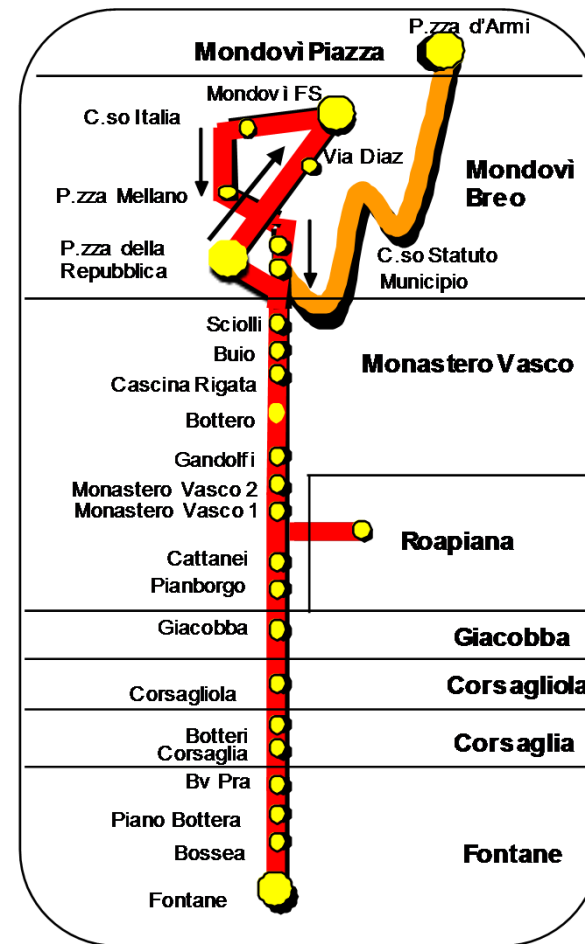 P.zza d'Armi
Mondovì Piazza
Mondovì FS
C.so Italia
Via Diaz
Mondovì
Breo
P.zza Mellano
P.zza della
Repubblica
C.so Statuto
Municipio
Sciolli
Buio
Monastero Vasco
Cascina Rigata
Bottero
Gandolfi
Monastero Vasco 2
Monastero Vasco 1
Roapiana
Cattanei
Pianborgo
Giacobba
Giacobba
Corsagliola
Corsagliola
Botteri
Corsaglia
Corsaglia
Bv Pra
Piano Bottera
Bossea
Fontane
Fontane